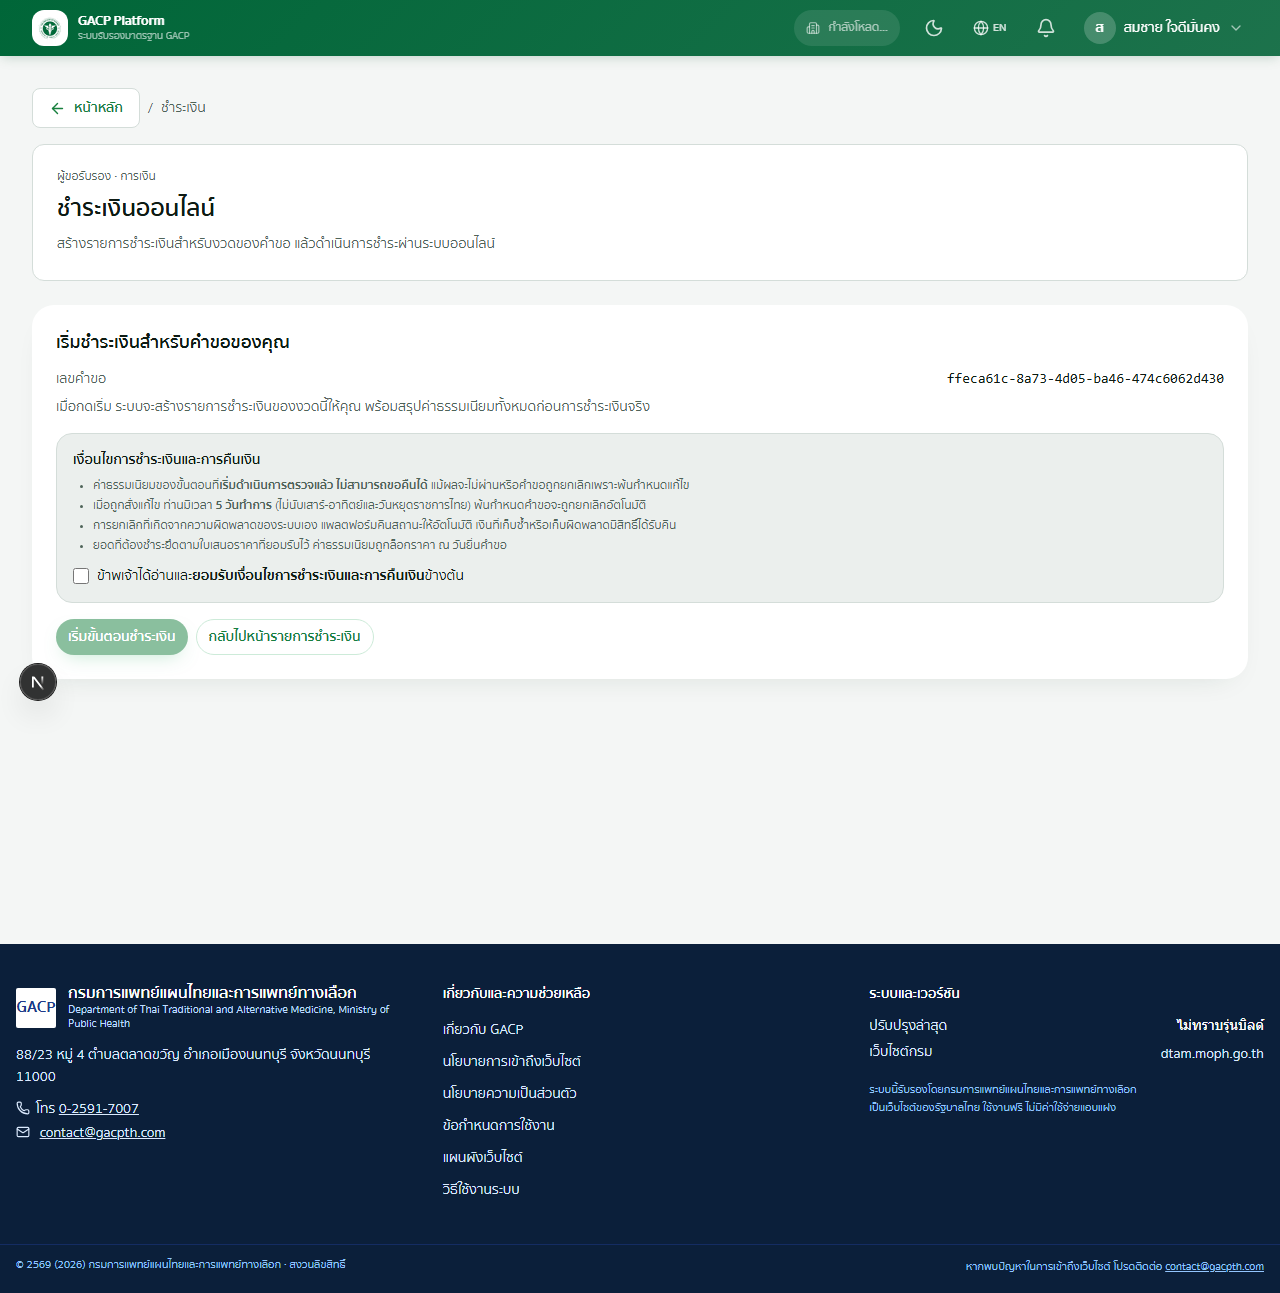 GACP Platform
ระบบรับรองมาตรฐาน GACP
กำลังโหลด...
EN
ส
สมชาย ใจดีมั่นคง
หน้าหลัก
/ ชำระเงิน
ผู้ขอรับรอง · การเงิน
ชำระเงินออนไลน์
สร้างรายการชำระเงินสำหรับงวดของคำขอ แล้วดำเนินการชำระผ่านระบบออนไลน์
เริ่มชำระเงินสำหรับคำขอของคุณ
เลขคำขอ
ffeca61c-8a73-4d05-ba46-474c6062d430
เมื่อกดเริ่ม ระบบจะสร้างรายการชำระเงินของงวดนี้ให้คุณ พร้อมสรุปค่าธรรมเนียมทั้งหมดก่อนการชำระเงินจริง
เงื่อนไขการชำระเงินและการคืนเงิน
• ค่าธรรมเนียมของขั้นตอนที่เริ่มดำเนินการตรวจแล้ว ไม่สามารถขอคืนได้ แม้ผลจะไม่ผ่านหรือคำขอถูกยกเลิกเพราะพ้นกำหนดแก้ไข
• เมื่อถูกสั่งแก้ไข ท่านมีเวลา 5 วันทำการ (ไม่นับเสาร์-อาทิตย์และวันหยุดราชการไทย) พ้นกำหนดคำขอจะถูกยกเลิกอัตโนมัติ
• การยกเลิกที่เกิดจากความผิดพลาดของระบบเอง แพลตฟอร์มคืนสถานะให้อัตโนมัติ เงินที่เก็บซ้ำหรือเก็บผิดพลาดมีสิทธิ์ได้รับคืน
• ยอดที่ต้องชำระยึดตามใบเสนอราคาที่ยอมรับไว้ ค่าธรรมเนียมถูกล็อกราคา ณ วันยื่นคำขอ
ข้าพเจ้าได้อ่านและยอมรับเงื่อนไขการชำระเงินและการคืนเงินข้างต้น
เริ่มขั้นตอนชำระเงิน
กลับไปหน้ารายการชำระเงิน
N
GACP
กรมการแพทย์แผนไทยและการแพทย์ทางเลือก
Department of Thai Traditional and Alternative Medicine, Ministry of
Public Health
88/23 หมู่ 4 ตำบลตลาดขวัญ อำเภอเมืองนนทบุรี จังหวัดนนทบุรี
11000
โทร 0-2591-7007
contact@gacpth.com
เกี่ยวกับและความช่วยเหลือ
เกี่ยวกับ GACP
นโยบายการเข้าถึงเว็บไซต์
นโยบายความเป็นส่วนตัว
ข้อกำหนดการใช้งาน
แผนผังเว็บไซต์
วิธีใช้งานระบบ
ระบบและเวอร์ชัน
ปรับปรุงล่าสุด
ไม่ทราบรุ่นบิลด์
เว็บไซต์กรม
dtam.moph.go.th
ระบบนี้รับรองโดยกรมการแพทย์แผนไทยและการแพทย์ทางเลือก
เป็นเว็บไซต์ของรัฐบาลไทย ใช้งานฟรี ไม่มีค่าใช้จ่ายแอบแฝง
© 2569 (2026) กรมการแพทย์แผนไทยและการแพทย์ทางเลือก · สงวนลิขสิทธิ์
หากพบปัญหาในการเข้าถึงเว็บไซต์ โปรดติดต่อ contact@gacpth.com